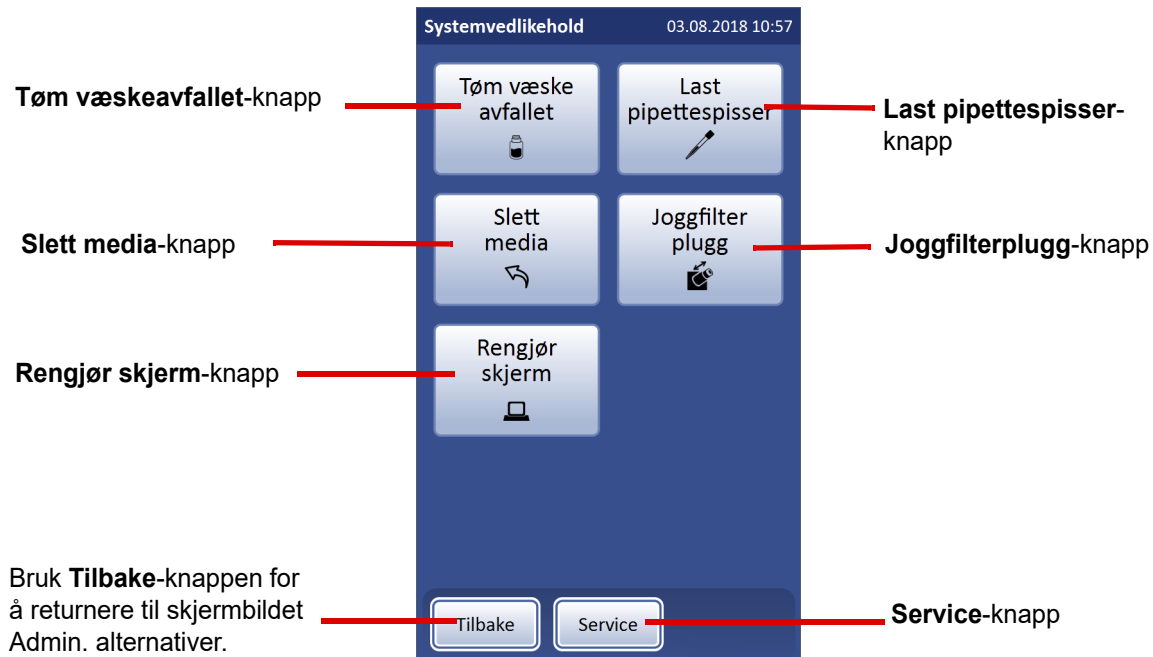 Systemvedlikehold 03.08.2018 10:57
Tøm væskeavfallet-knapp
Tøm væske
avfallet
Last
pipettespisser
Last pipettespisser-
knapp
Slett media-knapp
Slett
media
Joggfilter
plugg
Joggfilterplugg-knapp
Rengjør skjerm-knapp
Rengjør
skjerm
Bruk Tilbake-knappen for
å returnere til skjermbildet
Admin. alternativer.
Tilbake
Service
Service-knapp